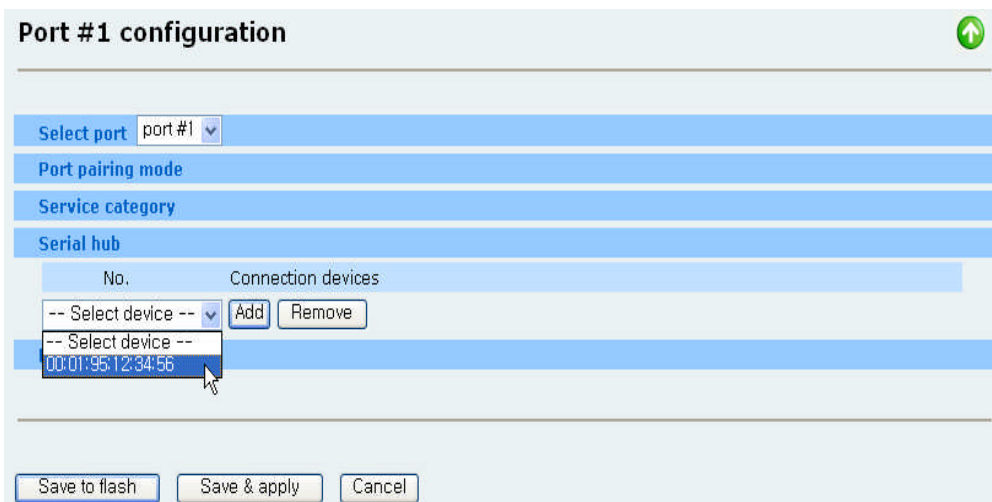 Port #1 configuration
Select port port #1
Port pairing mode
Service category
Serial hub
No. Connection devices
-- Select device -- Add Remove
-- Select device --
00:01:95:12:34:56
Save to flash Save & apply Cancel